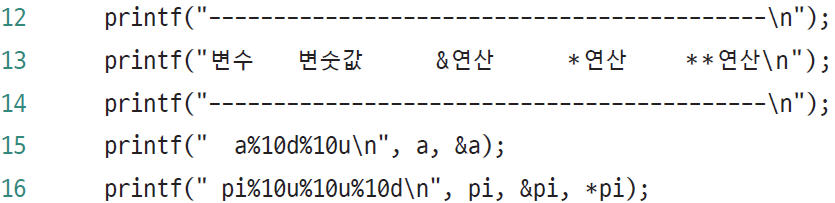 12 printf("-------------------------------------------\n");
13 printf("변수   변숫값     &연산     *연산    **연산\n");
14 printf("-------------------------------------------\n");
15 printf("  a%10d%10u\n", a, &a);
16 printf(" pi%10u%10u%10d\n", pi, &pi, *pi);